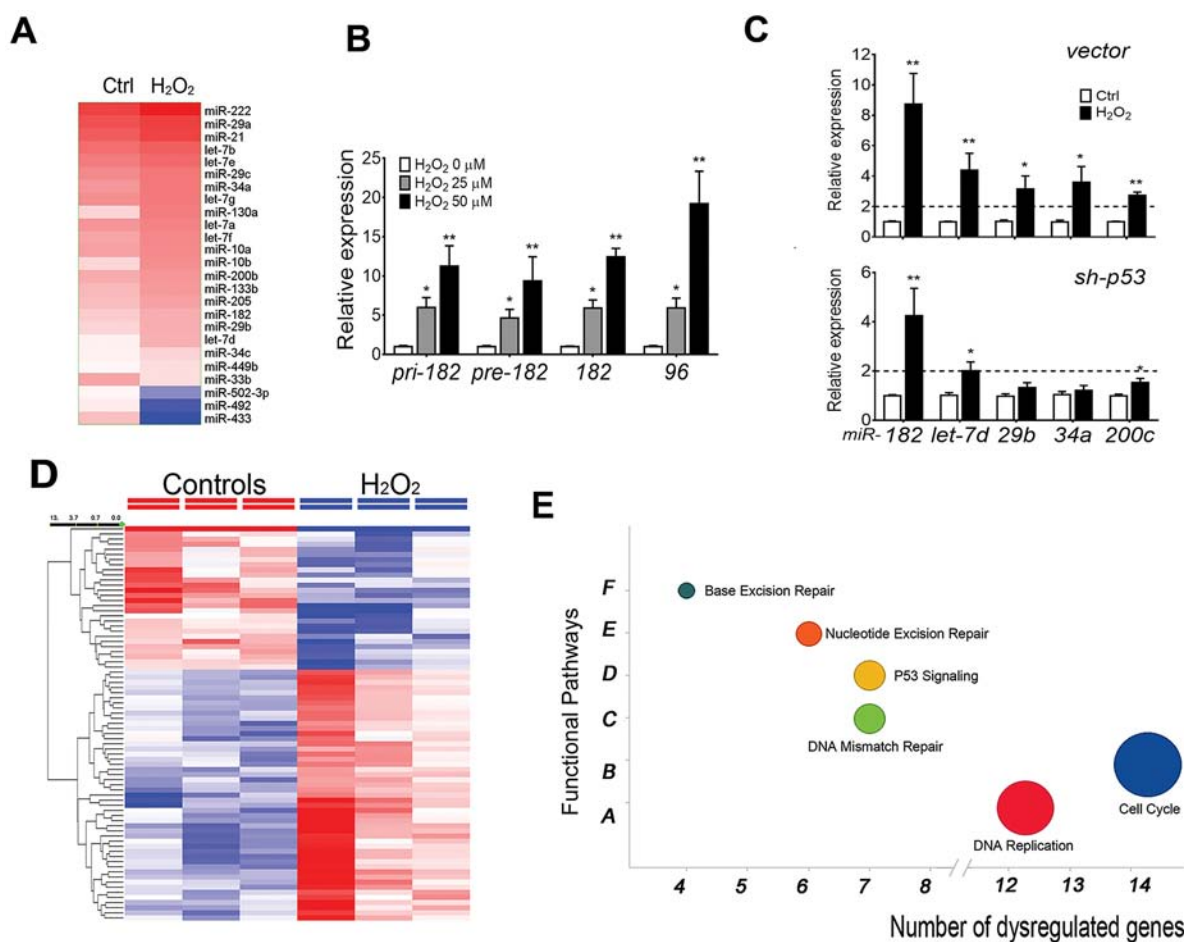 A
Ctrl H₂O₂
miR-222
miR-29a
miR-21
let-7b
let-7e
miR-29c
miR-34a
let-7g
miR-130a
let-7a
let-7f
miR-10a
miR-10b
miR-200b
miR-133b
miR-205
miR-182
miR-29b
let-7d
miR-34c
miR-449b
miR-33b
miR-502-3p
miR-492
miR-433
B
Relative expression
25
20
15
10
5
0
H₂O₂ 0 µM
H₂O₂ 25 µM
H₂O₂ 50 µM
* ** * ** * ** * **
pri-182 pre-182 182 96
C
vector
Relative expression
12
10
8
6
4
2
0
Ctrl
H₂O₂
** ** * * **
sh-p53
Relative expression
6
4
2
0
** * *
miR- 182 let-7d 29b 34a 200c
D
Controls H₂O₂
13. 3.7 0.7 0.0
E
Functional Pathways
F
E
D
C
B
A
Base Excision Repair
Nucleotide Excision Repair
P53 Signaling
DNA Mismatch Repair
Cell Cycle
DNA Replication
4 5 6 7 8 12 13 14
Number of dysregulated genes